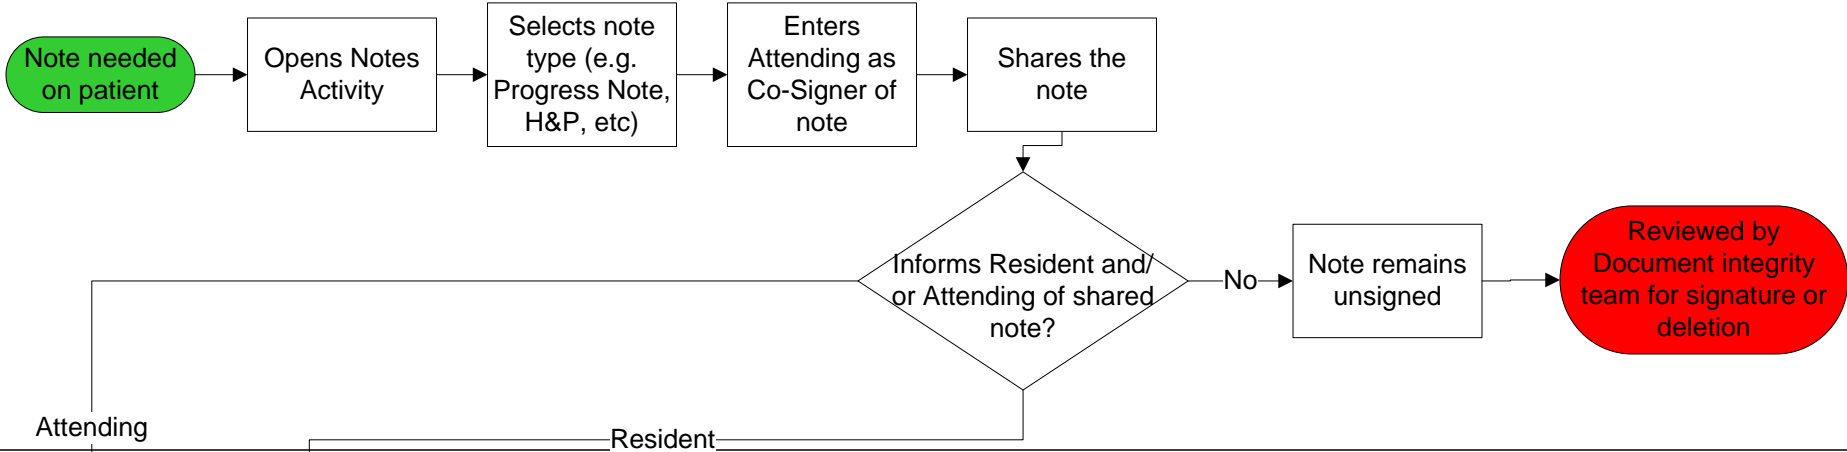 Note needed
on patient
Opens Notes
Activity
Selects note
type (e.g.
Progress Note,
H&P, etc)
Enters
Attending as
Co-Signer of
note
Shares the
note
Informs Resident and/
or Attending of shared
note?
No
Note remains
unsigned
Reviewed by
Document integrity
team for signature or
deletion
Attending
Resident